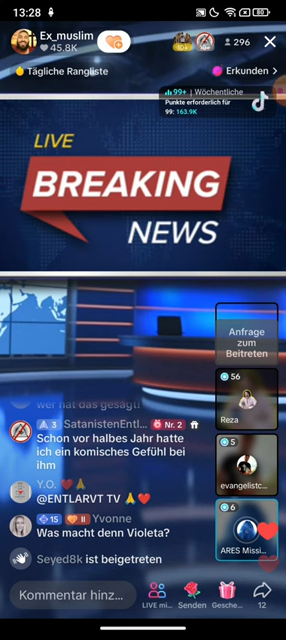 13:28
80
Ex_muslim
45.8K
296
Tägliche Rangliste
Erkunden >
99+ | Wöchentliche
Punkte erforderlich für
99: 163.9K
LIVE
BREAKING
NEWS
Anfrage
zum
Beitreten
56
Reza
5
evangelistc...
6
ARES Missi...
wer hat das gesagt!
3 SatanistenEntl... Nr. 2
Schon vor halbes Jahr hatte
ich ein komisches Gefühl bei
ihm
Y.O. ❤️🙏
@ENTLARVT TV 🙏❤️
15 II Yvonne
Was macht denn Violeta?
Seyed8k ist beigetreten
Kommentar hinz...
LIVE mi...
Senden
Gesche...
12